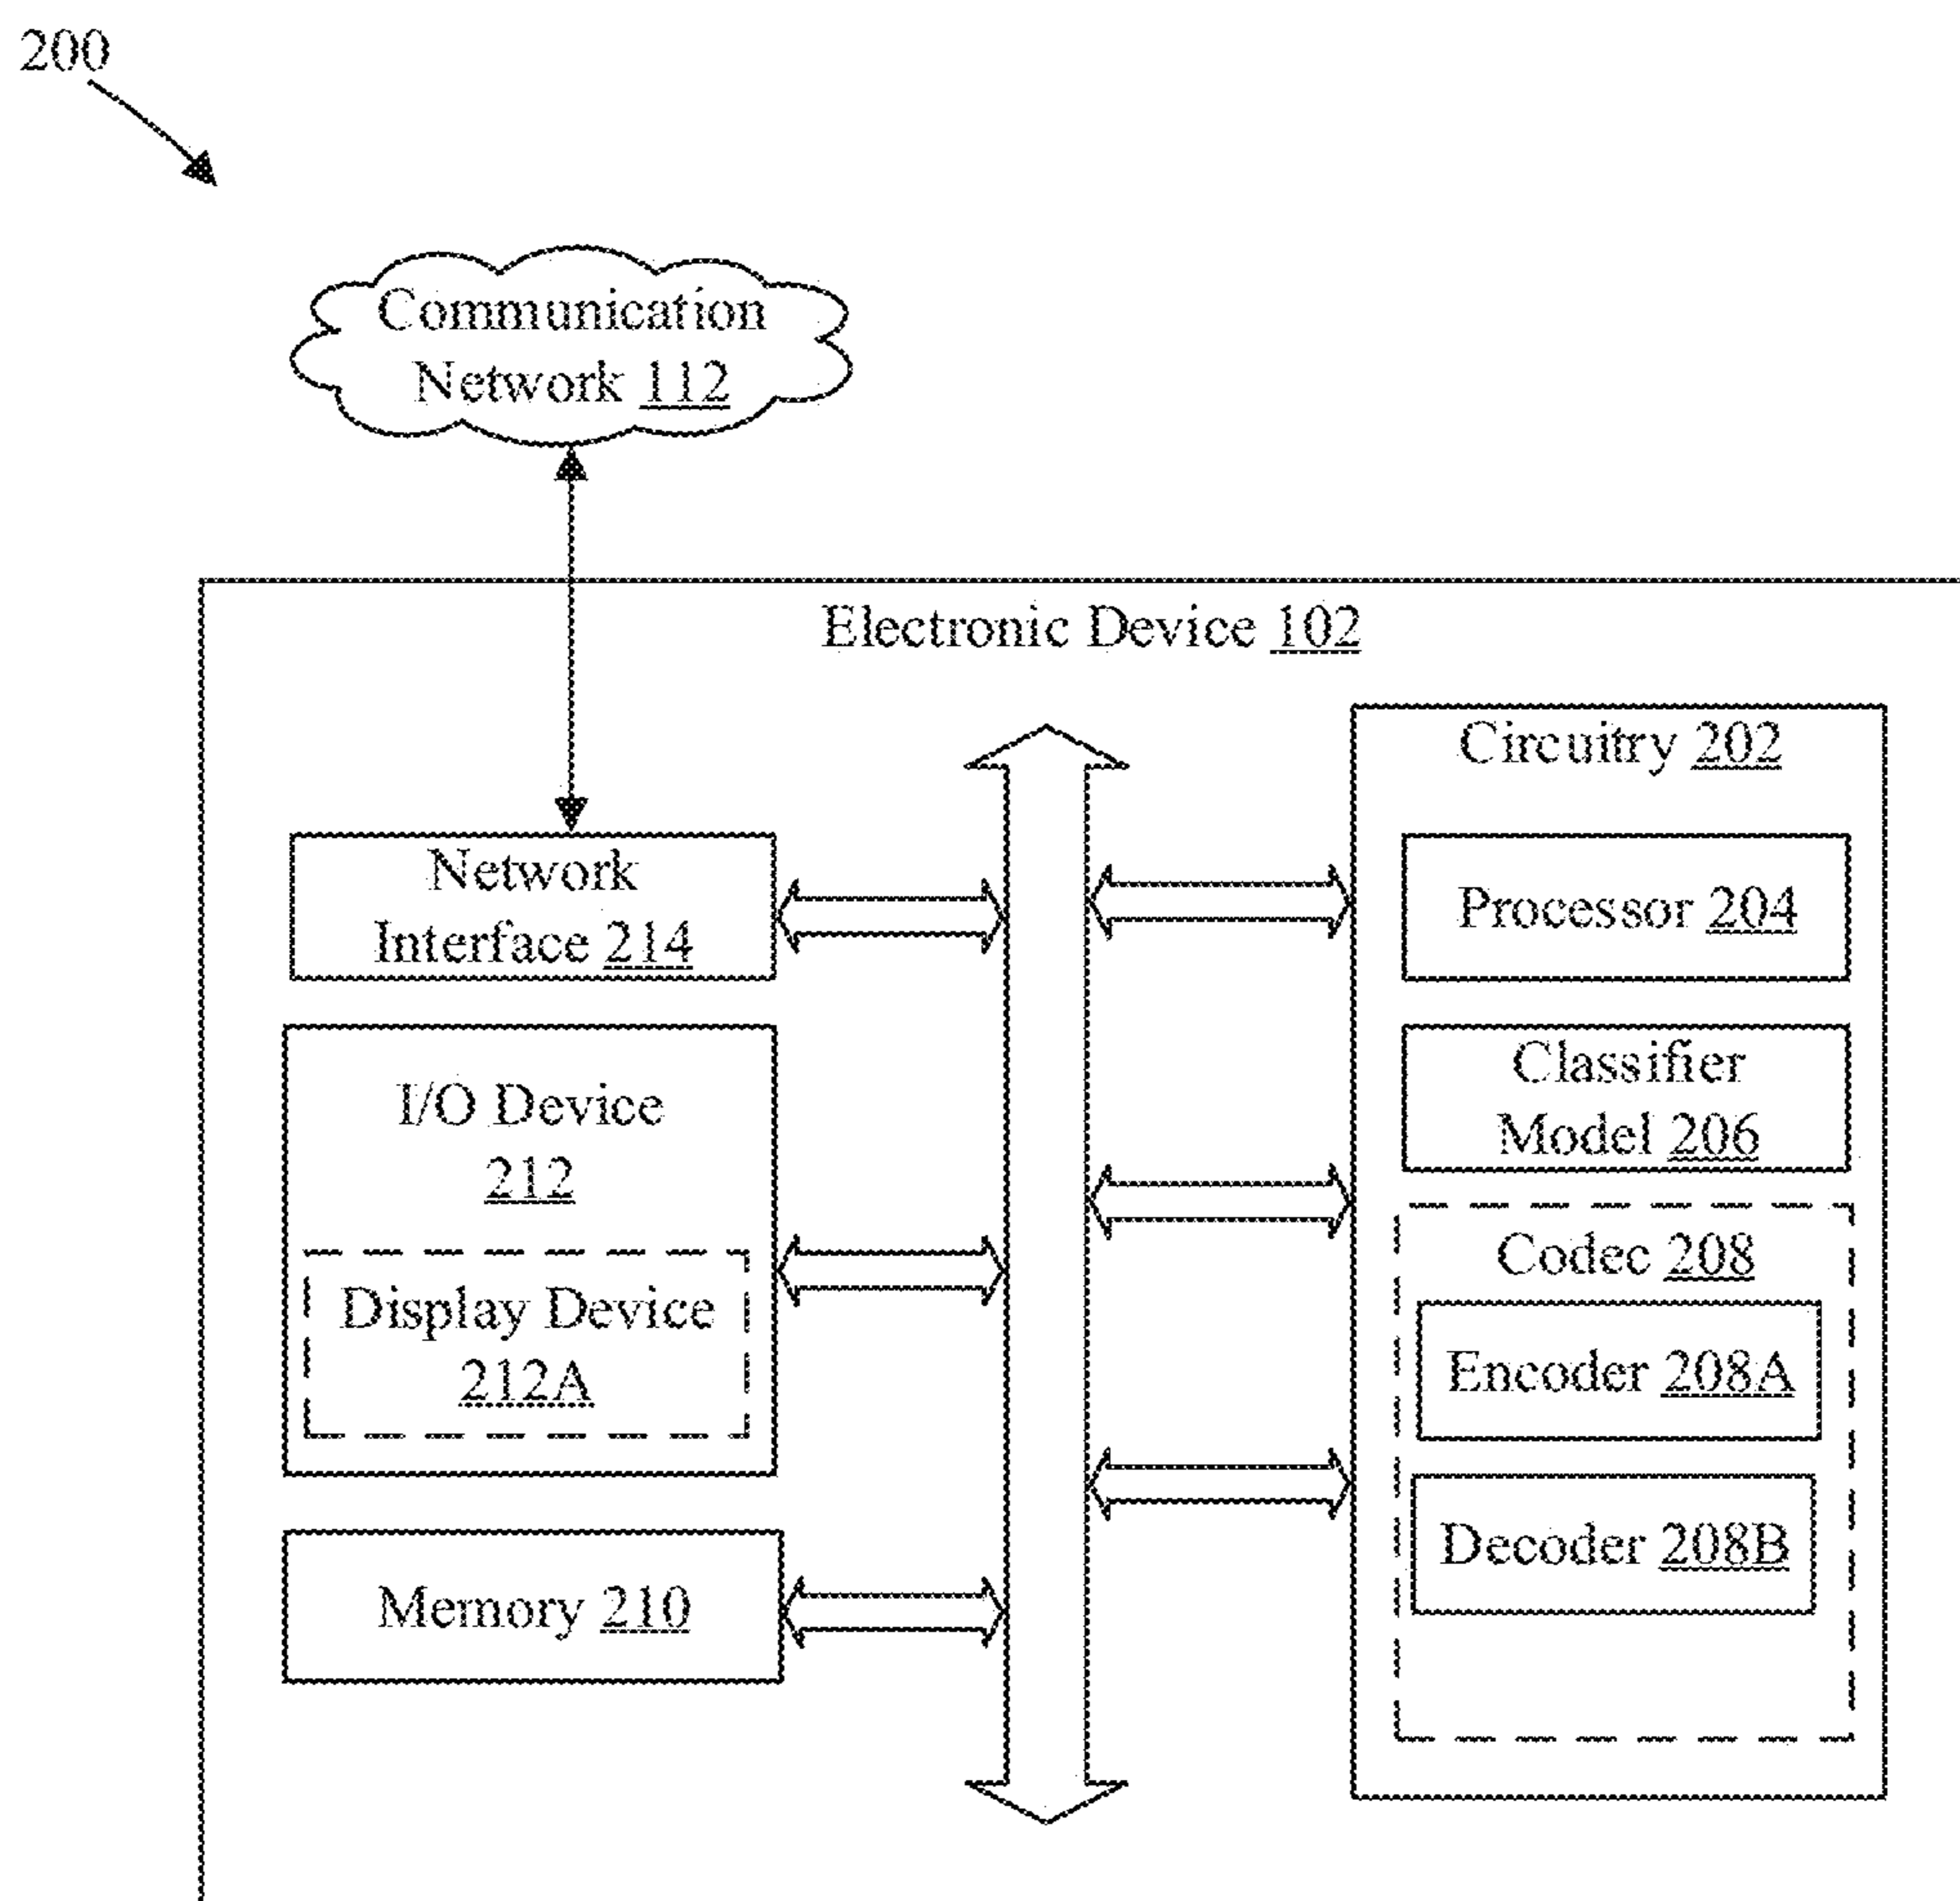 200
Communication
Network 112
Electronic Device 102
Network
Interface 214
I/O Device
212
Display Device
212A
Memory 210
Circuitry 202
Processor 204
Classifier
Model 206
Codec 208
Encoder 208A
Decoder 208B